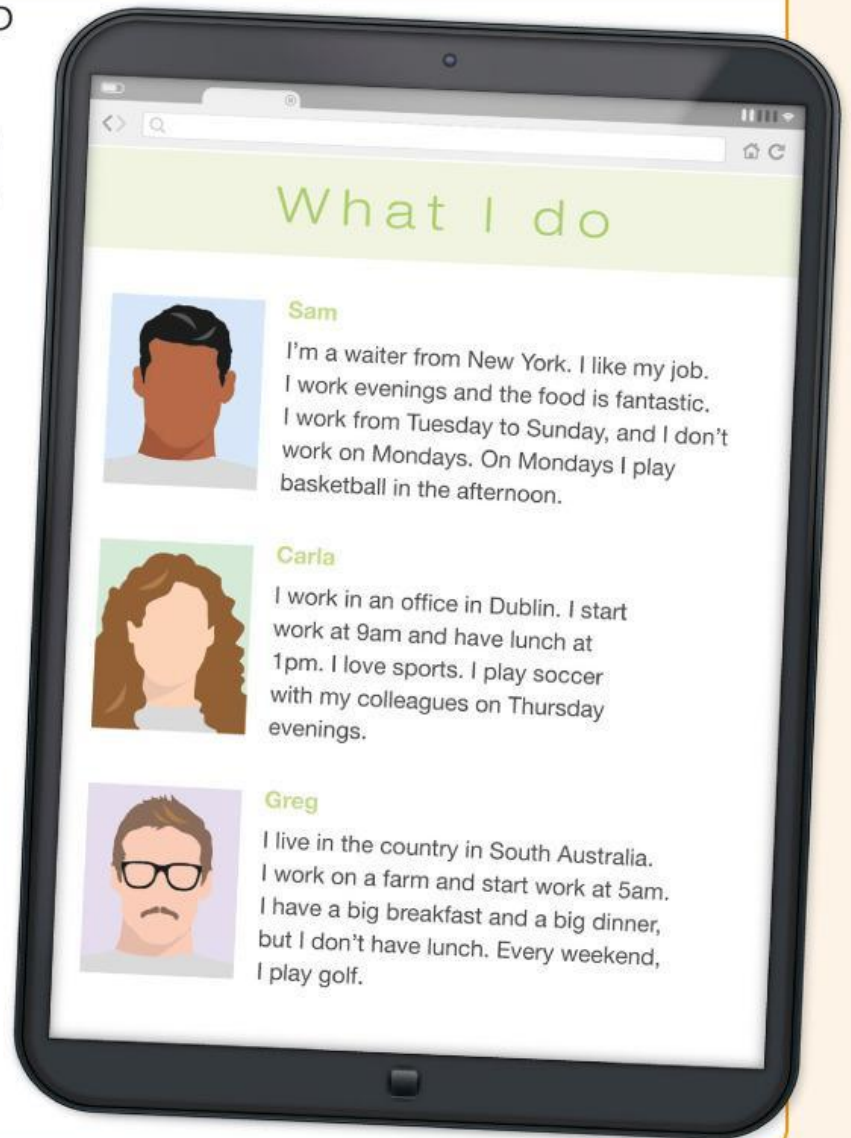 What I do
Sam
I'm a waiter from New York. I like my job.
I work evenings and the food is fantastic.
I work from Tuesday to Sunday, and I don't
work on Mondays. On Mondays I play
basketball in the afternoon.
Carla
I work in an office in Dublin. I start
work at 9am and have lunch at
1pm. I love sports. I play soccer
with my colleagues on Thursday
evenings.
Greg
I live in the country in South Australia.
I work on a farm and start work at 5am.
I have a big breakfast and a big dinner,
but I don't have lunch. Every weekend,
I play golf.